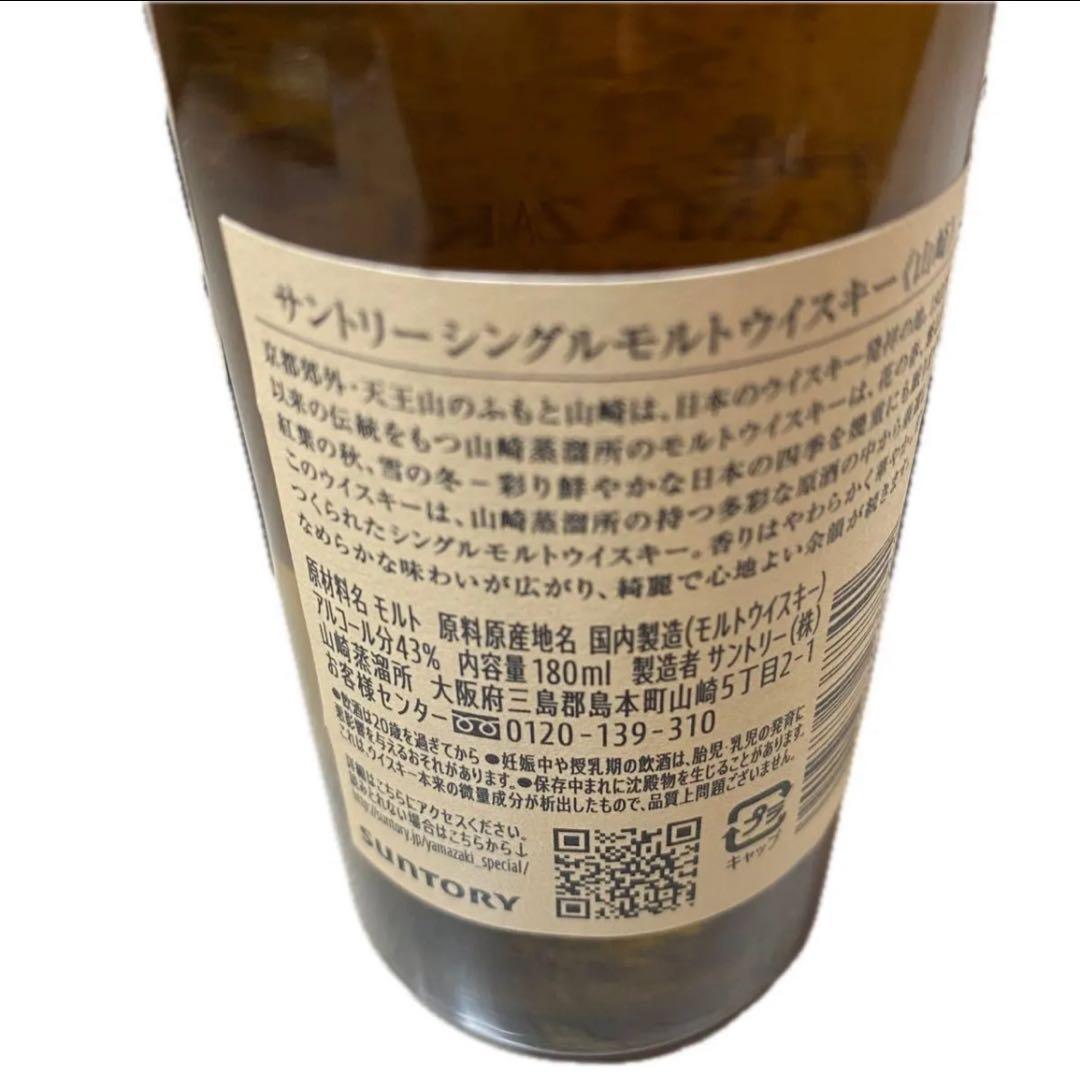 サントリーシングルモルトウイスキー《山崎》
京都郊外・天王山のふもと山崎は、日本のウイスキー発祥の地。
以来の伝統をもつ山崎蒸溜所のモルトウイスキーは、花の春、
紅葉の秋、雪の冬－彩り鮮やかな日本の四季を幾重にも
このウイスキーは、山崎蒸溜所の持つ多彩な原酒の中から
つくられたシングルモルトウイスキー。香りはやわらかく華やか。
なめらかな味わいが広がり、綺麗で心地よい余韻が続きます。
原材料名 モルト 原料原産地名 国内製造(モルトウイスキー)
アルコール分43% 内容量180ml 製造者 サントリー(株)
山崎蒸溜所 大阪府三島郡島本町山崎5丁目2-1
お客様センター 0120-139-310
●飲酒は20歳を過ぎてから ●妊娠中や授乳期の飲酒は、胎児・乳児の発育に
悪影響を与えるおそれがあります。●保存中まれに沈殿物を生じることがあります。
これは、ウイスキー本来の微量成分が析出したもので、品質上問題ございません。
詳細はこちらにアクセスください。
読みとれない場合はこちらから↓
http://suntory.jp/yamazaki_special/
SUNTORY
プラ
キャップ